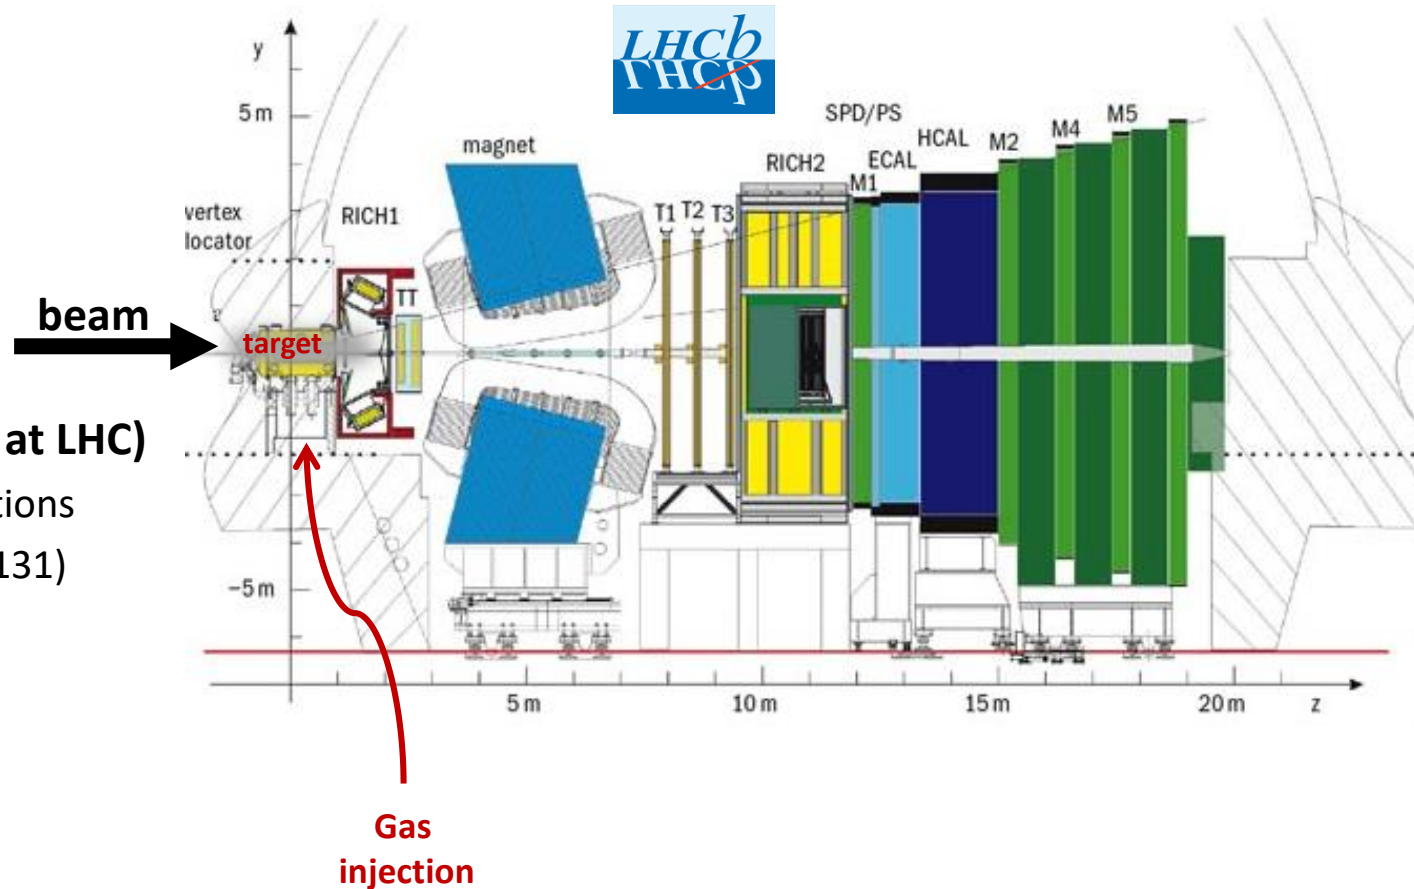 LHCb
LHCb
y
5 m
SPD/PS
HCAL
M2
M4
M5
magnet
ECAL
RICH2
M1
vertex
locator
RICH1
T1
T2
T3
TT
beam
target
at LHC)
tions
131)
–5 m
5 m
10 m
15 m
20 m
z
Gas
injection